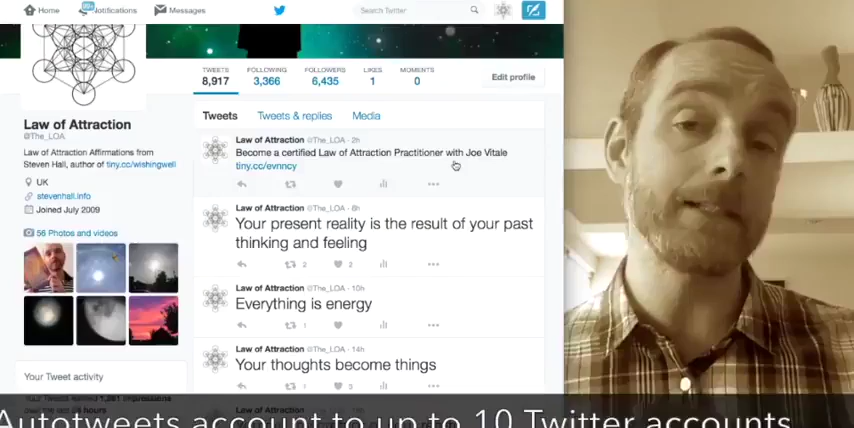 Home
Notifications
Messages
Search Twitter
TWEETS
8,917
FOLLOWING
3,366
FOLLOWERS
6,435
LIKES
1
MOMENTS
0
Edit profile
Law of Attraction
@The_LOA
Law of Attraction Affirmations from
Steven Hall, author of tiny.cc/wishingwell
UK
stevenhall.info
Joined July 2009
56 Photos and videos
Your Tweet activity
Tweets
Tweets & replies
Media
Law of Attraction @The_LOA · 2h
Become a certified Law of Attraction Practitioner with Joe Vitale
tiny.cc/evnncy
Law of Attraction @The_LOA · 8h
Your present reality is the result of your past
thinking and feeling
2 2
Law of Attraction @The_LOA · 10h
Everything is energy
1
Law of Attraction @The_LOA · 14h
Your thoughts become things
1 3
Autotweets account to up to 10 Twitter accounts